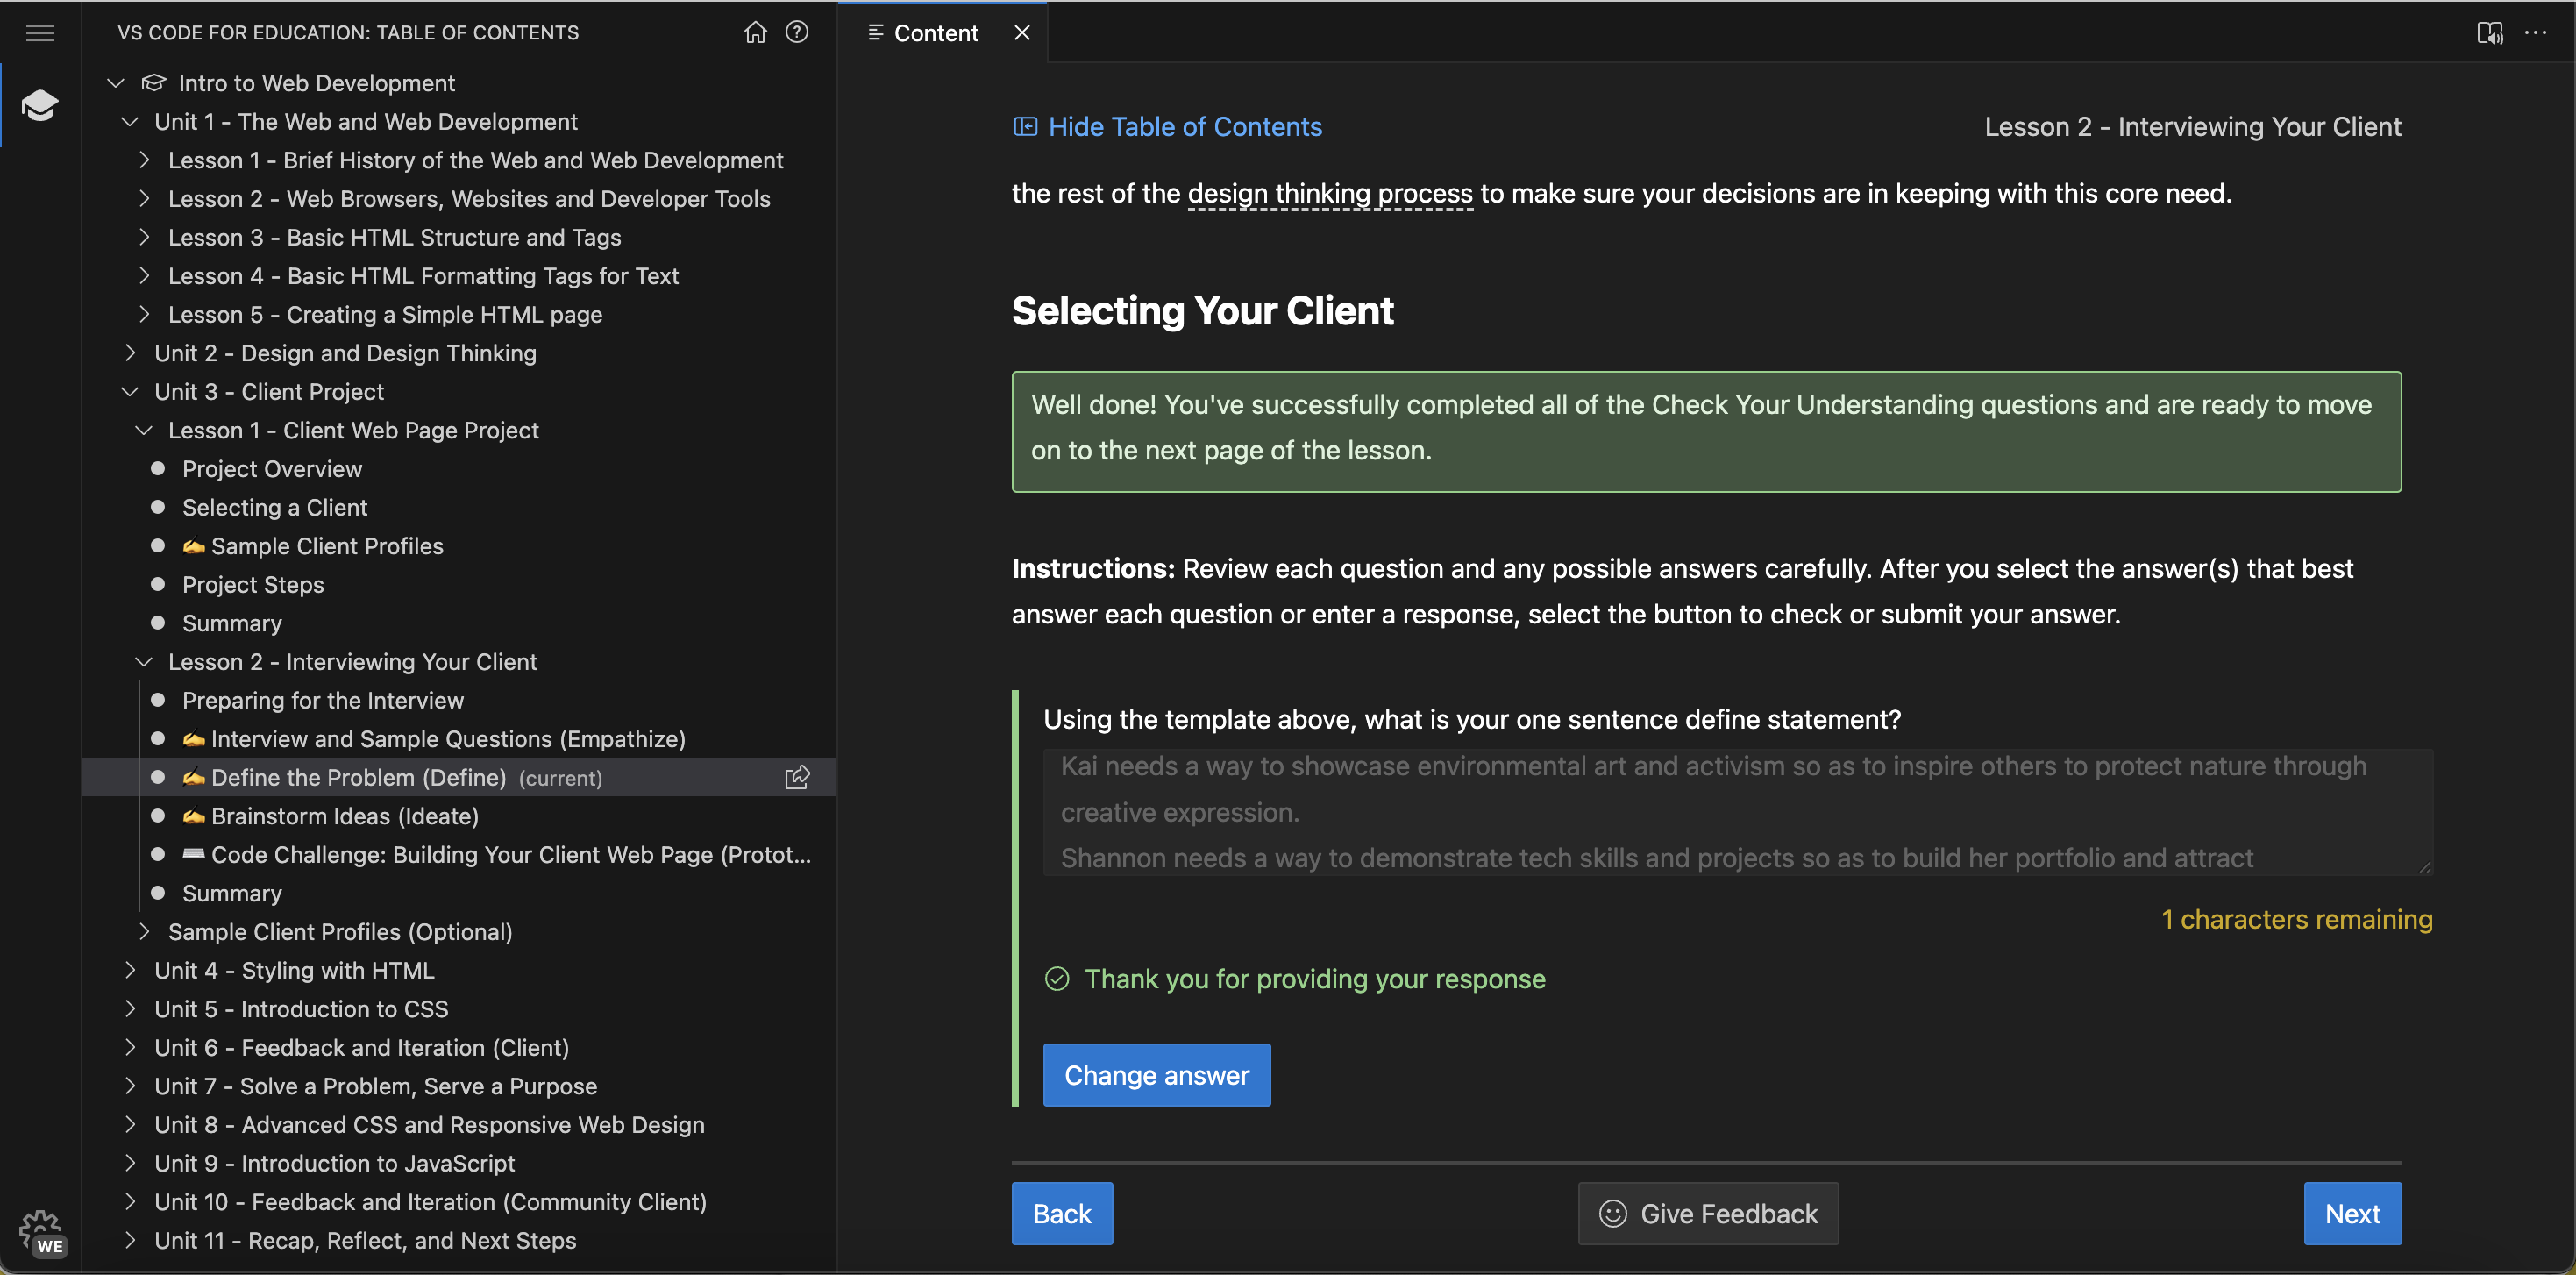 VS CODE FOR EDUCATION: TABLE OF CONTENTS
Intro to Web Development
Unit 1 - The Web and Web Development
Lesson 1 - Brief History of the Web and Web Development
Lesson 2 - Web Browsers, Websites and Developer Tools
Lesson 3 - Basic HTML Structure and Tags
Lesson 4 - Basic HTML Formatting Tags for Text
Lesson 5 - Creating a Simple HTML page
Unit 2 - Design and Design Thinking
Unit 3 - Client Project
Lesson 1 - Client Web Page Project
Project Overview
Selecting a Client
✍️ Sample Client Profiles
Project Steps
Summary
Lesson 2 - Interviewing Your Client
Preparing for the Interview
✍️ Interview and Sample Questions (Empathize)
✍️ Define the Problem (Define) (current)
✍️ Brainstorm Ideas (Ideate)
⌨️ Code Challenge: Building Your Client Web Page (Protot...
Summary
Sample Client Profiles (Optional)
Unit 4 - Styling with HTML
Unit 5 - Introduction to CSS
Unit 6 - Feedback and Iteration (Client)
Unit 7 - Solve a Problem, Serve a Purpose
Unit 8 - Advanced CSS and Responsive Web Design
Unit 9 - Introduction to JavaScript
Unit 10 - Feedback and Iteration (Community Client)
Unit 11 - Recap, Reflect, and Next Steps
WE
Content
Hide Table of Contents
Lesson 2 - Interviewing Your Client
the rest of the design thinking process to make sure your decisions are in keeping with this core need.
Selecting Your Client
Well done! You've successfully completed all of the Check Your Understanding questions and are ready to move
on to the next page of the lesson.
Instructions: Review each question and any possible answers carefully. After you select the answer(s) that best
answer each question or enter a response, select the button to check or submit your answer.
Using the template above, what is your one sentence define statement?
Kai needs a way to showcase environmental art and activism so as to inspire others to protect nature through
creative expression.
Shannon needs a way to demonstrate tech skills and projects so as to build her portfolio and attract
1 characters remaining
Thank you for providing your response
Change answer
Back
Give Feedback
Next